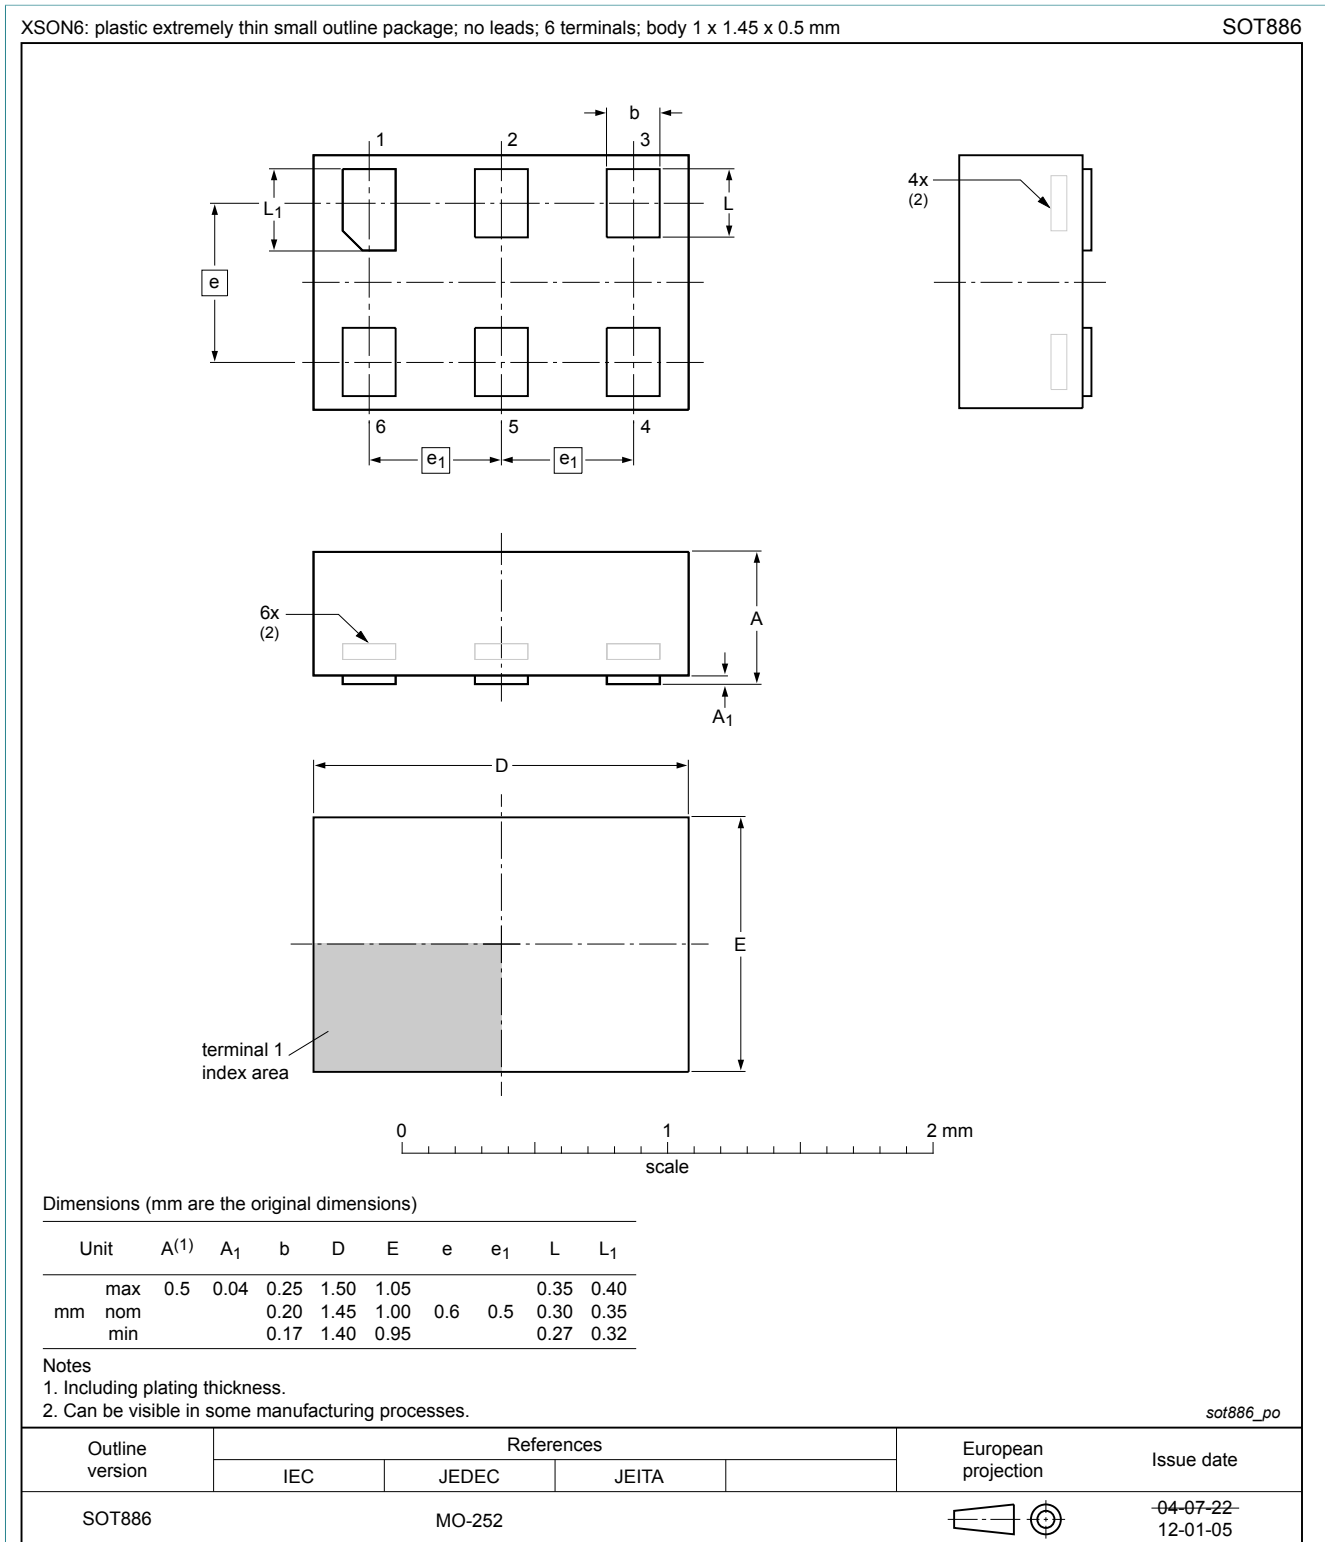 XSON6: plastic extremely thin small outline package; no leads; 6 terminals; body 1 x 1.45 x 0.5 mm SOT886
b
1 2 3
L1 L
4x
(2)
e
6 5 4
e1 e1
6x
(2)
A
A1
D
E
terminal 1
index area
0 1 2 mm
scale
Dimensions (mm are the original dimensions)
Unit A(1) A1 b D E e e1 L L1
max 0.5 0.04 0.25 1.50 1.05 0.35 0.40
mm nom 0.20 1.45 1.00 0.6 0.5 0.30 0.35
min 0.17 1.40 0.95 0.27 0.32
Notes
1. Including plating thickness.
2. Can be visible in some manufacturing processes.
sot886_po
Outline
version
References
IEC JEDEC JEITA
European
projection
Issue date
SOT886 MO-252
04-07-22
12-01-05